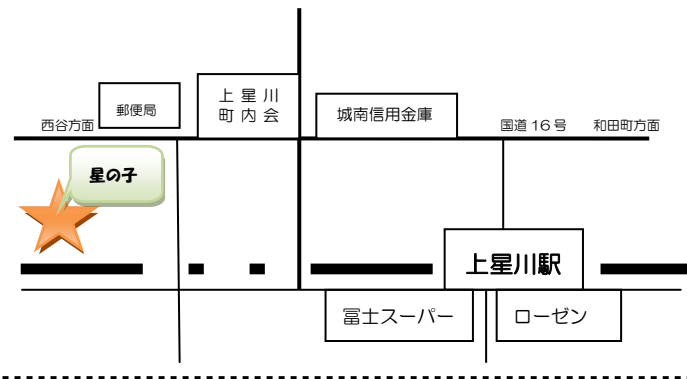 郵便局
上星川
町内会
城南信用金庫
西谷方面
国道16号
和田町方面
星の子
上星川駅
冨士スーパー
ローゼン